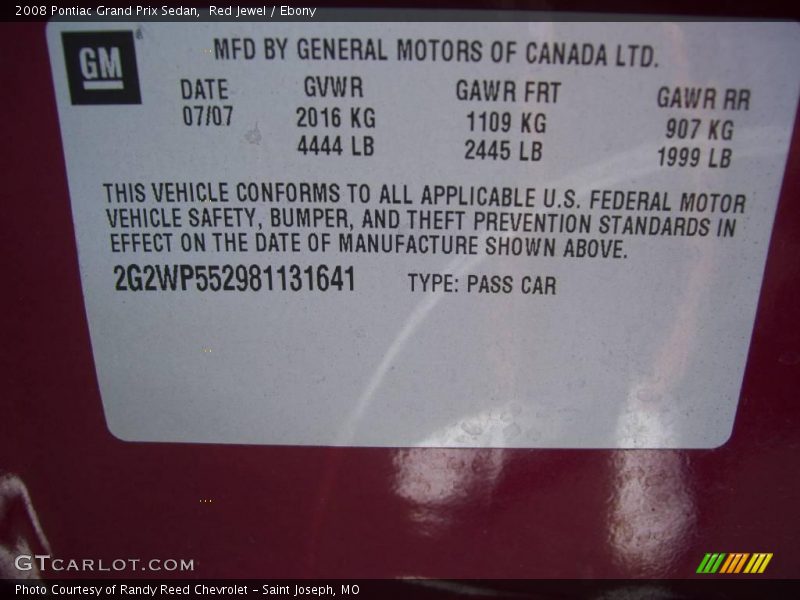 2008 Pontiac Grand Prix Sedan,  Red Jewel / Ebony
GM
MFD BY GENERAL MOTORS OF CANADA LTD.
DATE GVWR GAWR FRT GAWR RR
07/07 2016 KG 1109 KG 907 KG
4444 LB 2445 LB 1999 LB
THIS VEHICLE CONFORMS TO ALL APPLICABLE U.S. FEDERAL MOTOR
VEHICLE SAFETY, BUMPER, AND THEFT PREVENTION STANDARDS IN
EFFECT ON THE DATE OF MANUFACTURE SHOWN ABOVE.
2G2WP552981131641 TYPE: PASS CAR
GTCARLOT.COM
Photo Courtesy of Randy Reed Chevrolet - Saint Joseph, MO